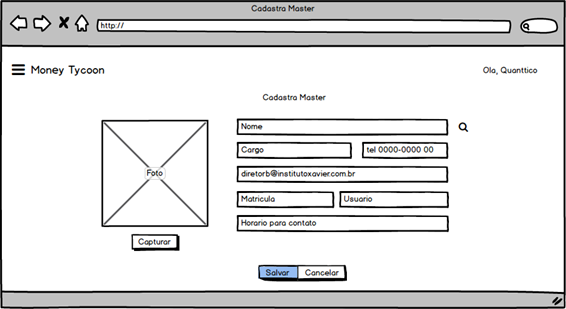 Cadastra Master
http://
Money Tycoon
Ola, Quanttico
Cadastra Master
Nome
Cargo
tel 0000-0000 00
Foto
diretorb@institutoxavier.com.br
Matricula
Usuario
Horario para contato
Capturar
Salvar
Cancelar